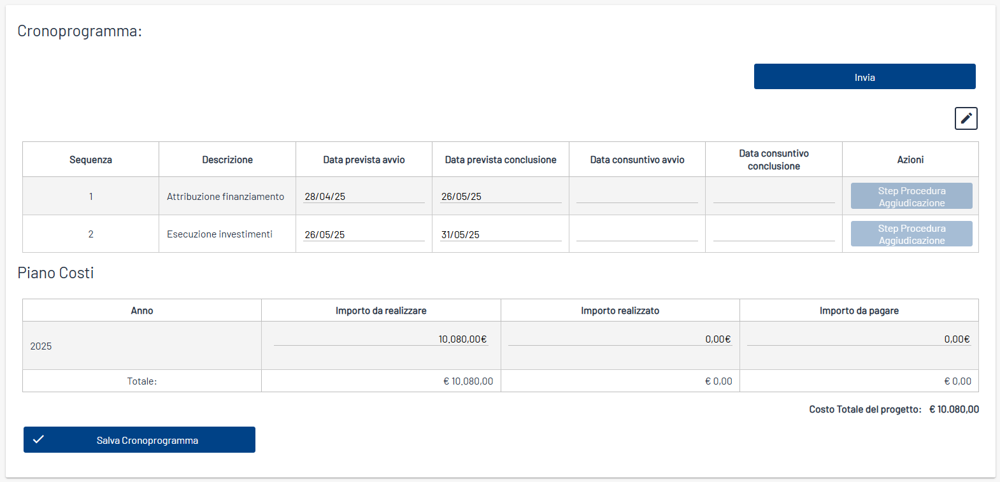 Cronoprogramma:
Invia
Sequenza Descrizione Data prevista avvio Data prevista conclusione Data consuntivo avvio Data consuntivo conclusione Azioni
1 Attribuzione finanziamento 28/04/25 26/05/25 Step Procedura Aggiudicazione
2 Esecuzione investimenti 26/05/25 31/05/25 Step Procedura Aggiudicazione
Piano Costi
Anno Importo da realizzare Importo realizzato Importo da pagare
2025 10.080,00€ 0,00€ 0,00€
Totale: € 10.080,00 € 0,00 € 0,00
Costo Totale del progetto: € 10.080,00
Salva Cronoprogramma